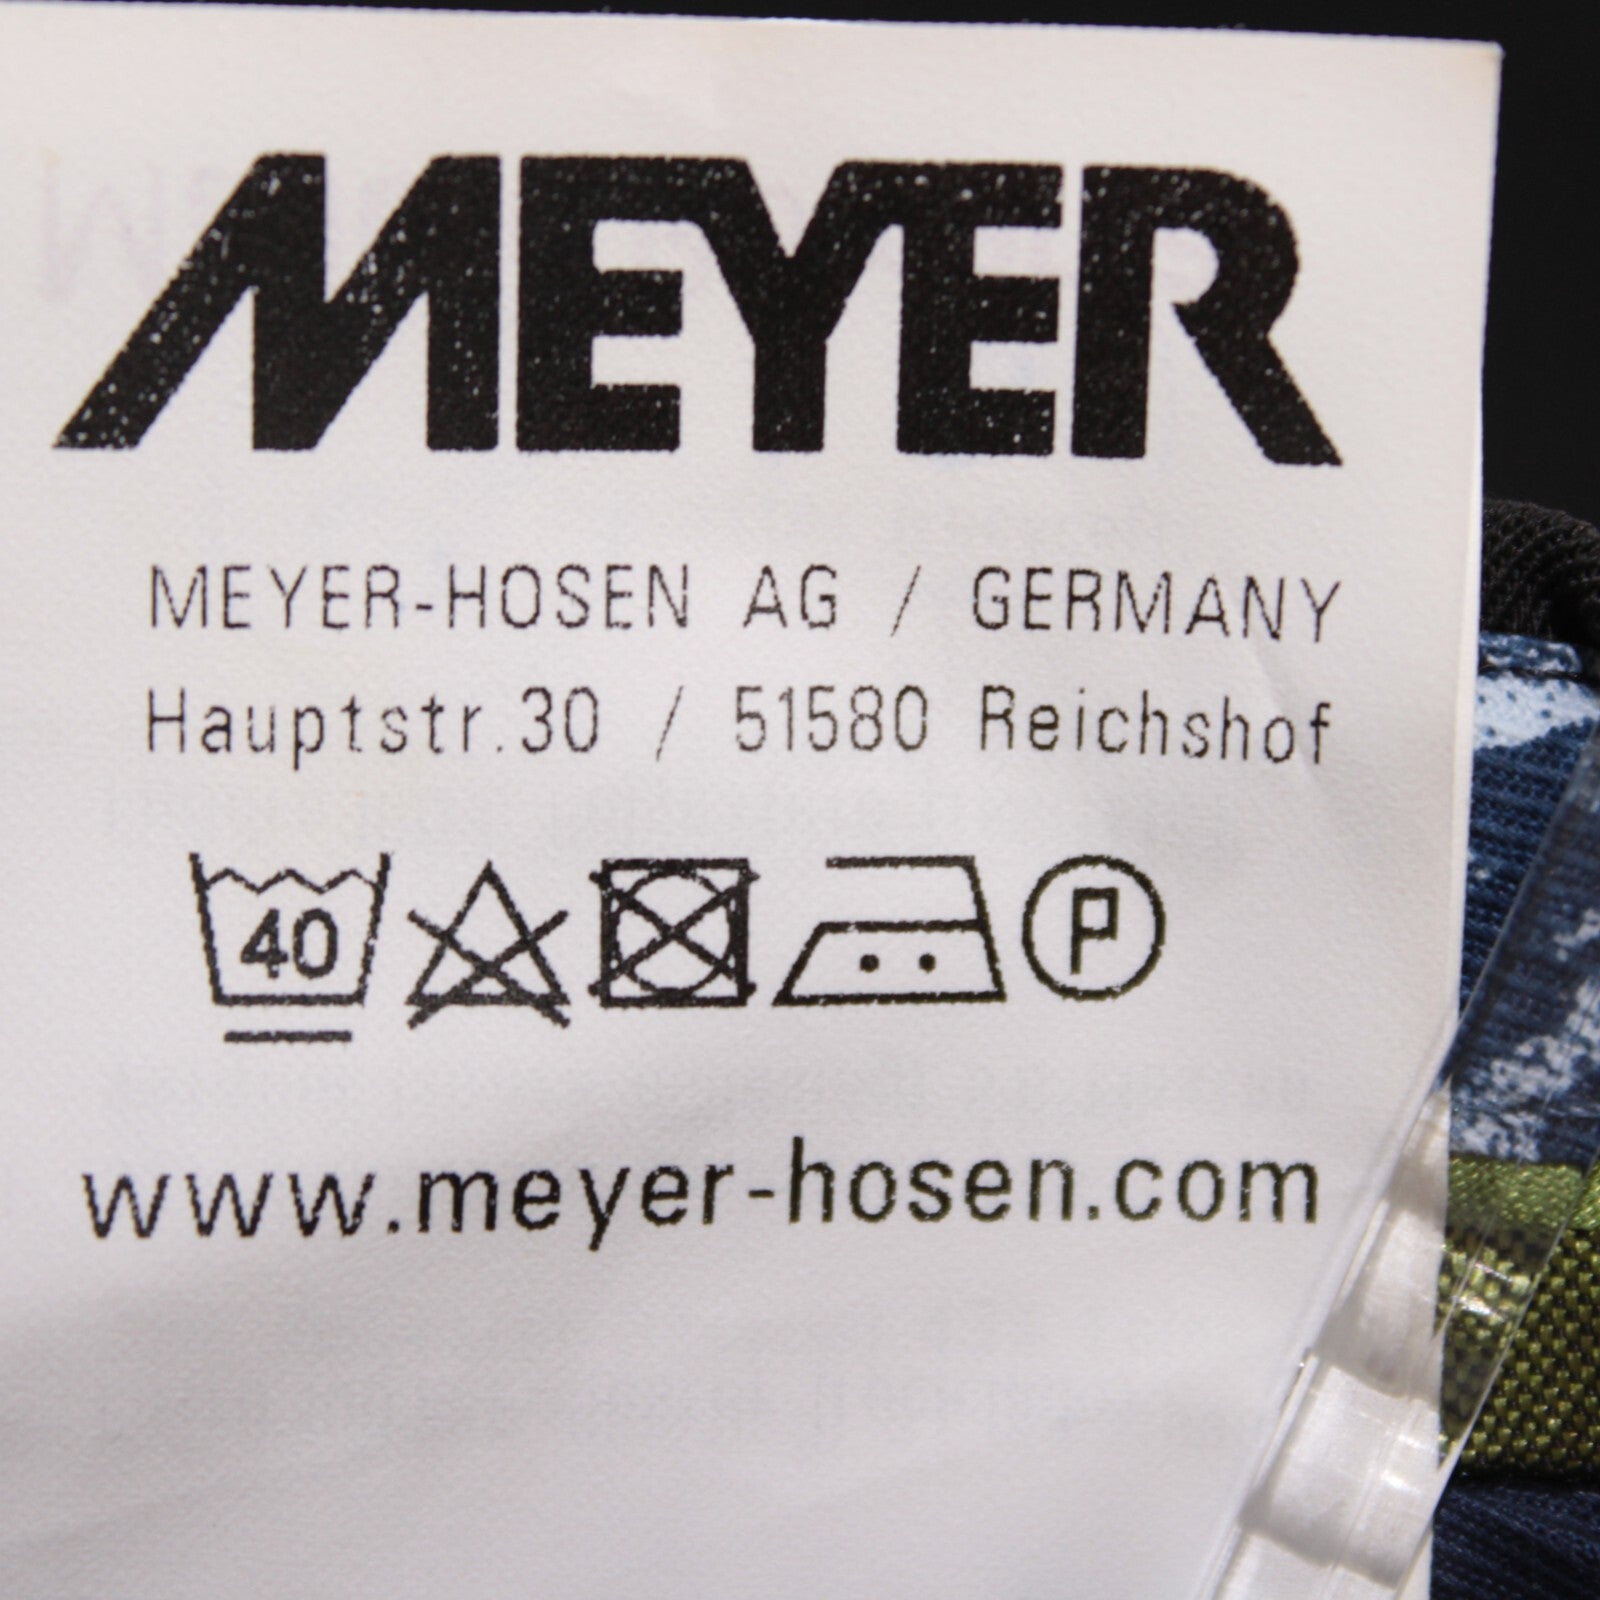 MEYER
MEYER-HOSEN AG / GERMANY
Hauptstr.30 / 51580 Reichshof
40 P
www.meyer-hosen.com